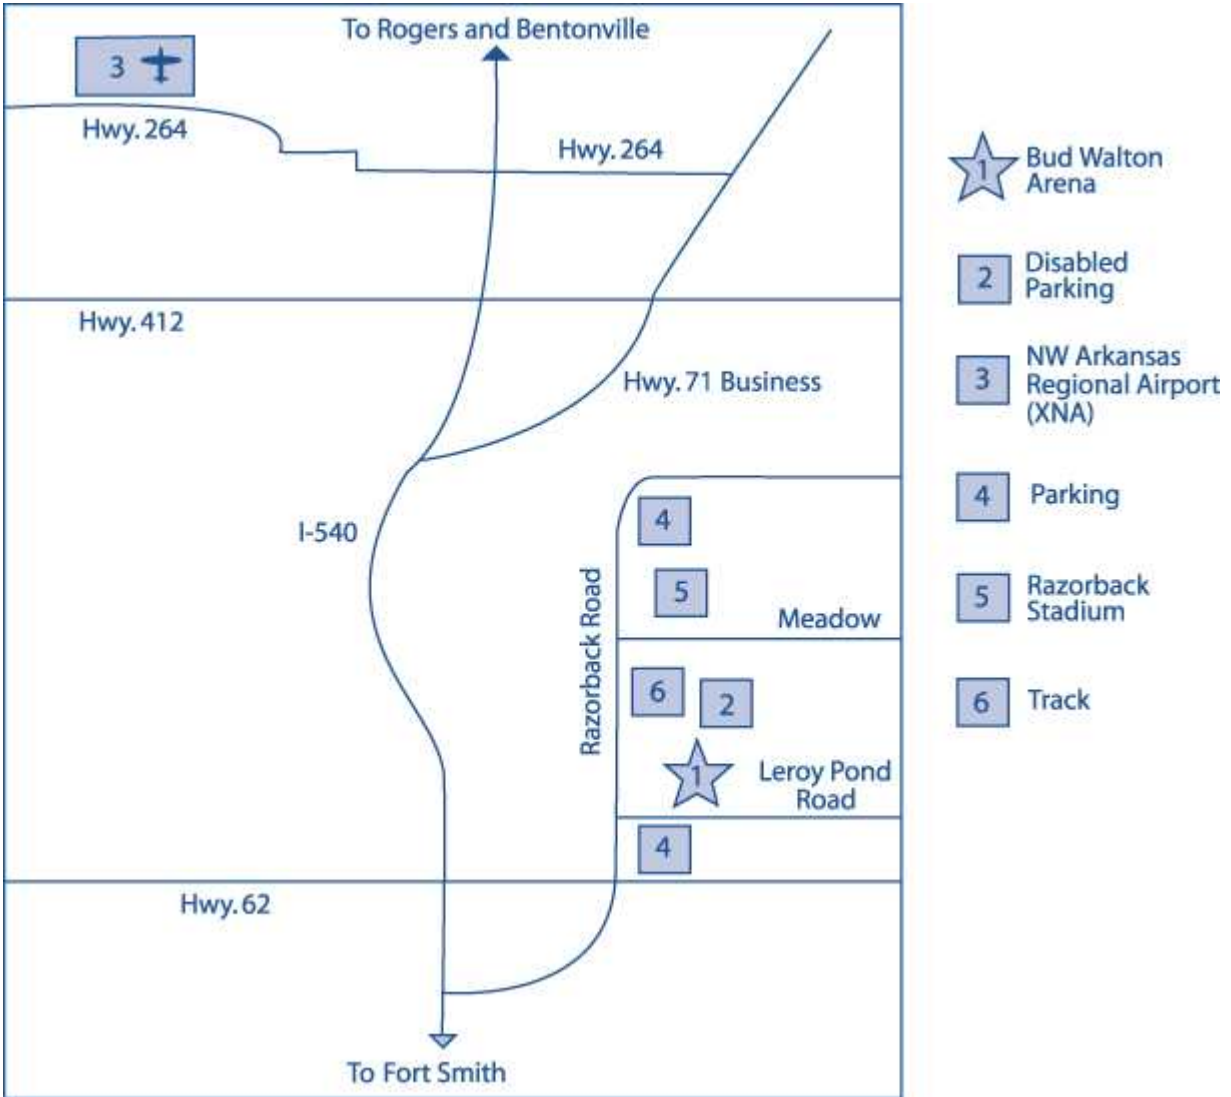 To Rogers and Bentonville
3
Hwy. 264
Hwy. 264
Hwy. 412
Hwy. 71 Business
I-540
4
5
Razorback Road
Meadow
6
2
1
Leroy Pond
Road
4
Hwy. 62
To Fort Smith
1
Bud Walton
Arena
2
Disabled
Parking
3
NW Arkansas
Regional Airport
(XNA)
4
Parking
5
Razorback
Stadium
6
Track